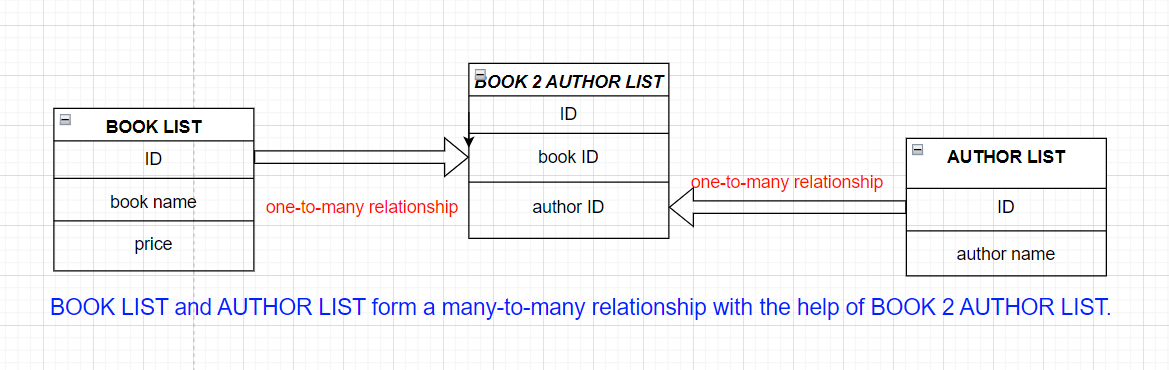 BOOK LIST
ID
book name
price
one-to-many relationship
BOOK 2 AUTHOR LIST
ID
book ID
author ID
one-to-many relationship
AUTHOR LIST
ID
author name
BOOK LIST and AUTHOR LIST form a many-to-many relationship with the help of BOOK 2 AUTHOR LIST.